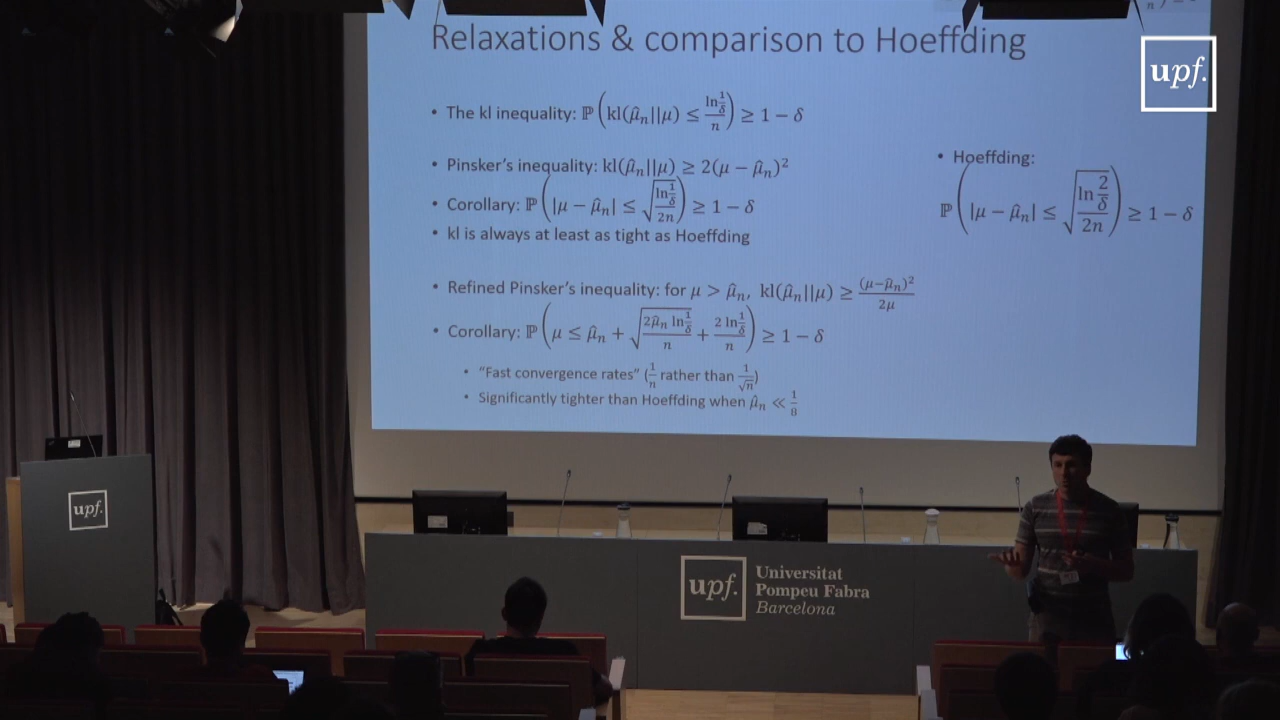 Relaxations & comparison to Hoeffding
upf.
• The kl inequality: ℙ(kl(μ̂ₙ||μ) ≤ ln(1/δ)/n) ≥ 1 − δ
• Pinsker's inequality: kl(μ̂ₙ||μ) ≥ 2(μ − μ̂ₙ)²
• Corollary: ℙ(|μ − μ̂ₙ| ≤ √(ln(1/δ)/2n)) ≥ 1 − δ
• kl is always at least as tight as Hoeffding
• Hoeffding:
ℙ(|μ − μ̂ₙ| ≤ √(ln(2/δ)/2n)) ≥ 1 − δ
• Refined Pinsker's inequality: for μ > μ̂ₙ, kl(μ̂ₙ||μ) ≥ (μ−μ̂ₙ)²/2μ
• Corollary: ℙ(μ ≤ μ̂ₙ + √(2μ̂ₙ ln(1/δ)/n) + 2 ln(1/δ)/n) ≥ 1 − δ
• "Fast convergence rates" (1/n rather than 1/√n)
• Significantly tighter than Hoeffding when μ̂ₙ ≪ 1/8
upf.
upf.
Universitat
Pompeu Fabra
Barcelona